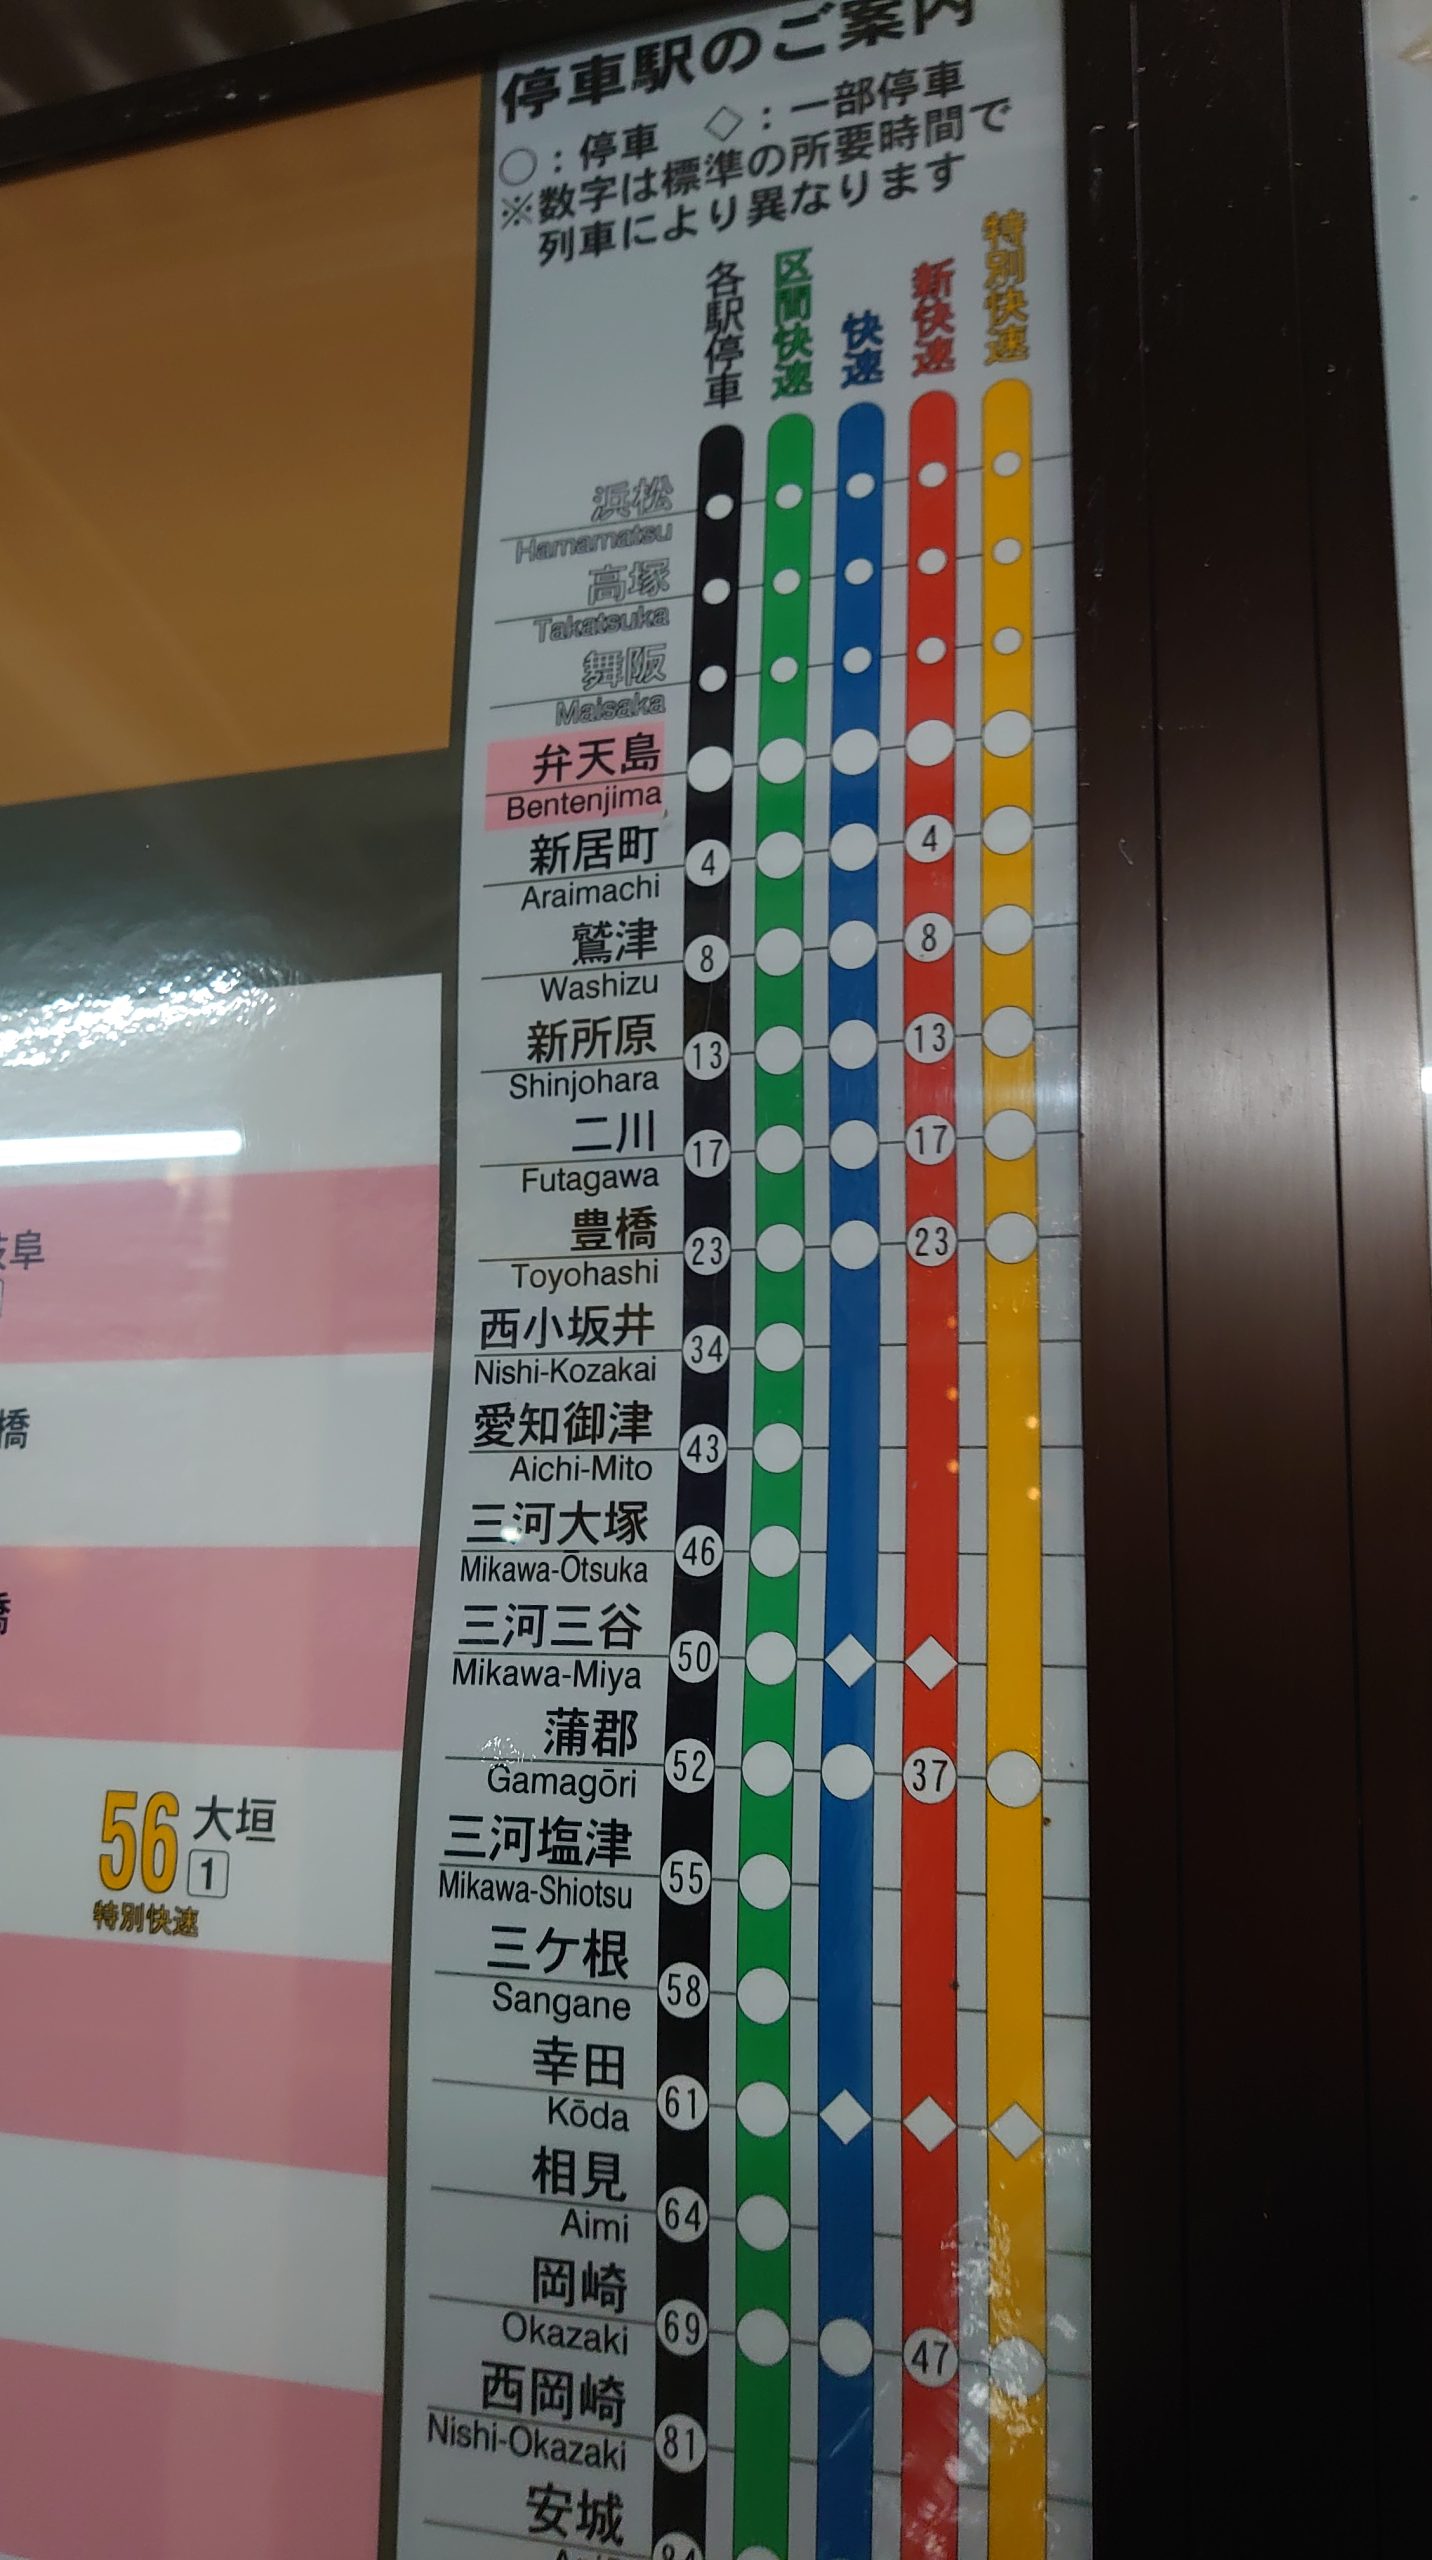 停車駅のご案内
○：停車　◇：一部停車
※数字は標準の所要時間で
列車により異なります
各駅停車
区間快速
快速
新快速
特別快速
浜松
Hamamatsu
高塚
Takatsuka
舞阪
Maisaka
弁天島
Bentenjima
新居町 4 4
Araimachi
鷲津 8 8
Washizu
新所原 13 13
Shinjohara
二川 17 17
Futagawa
豊橋 23 23
Toyohashi
西小坂井 34
Nishi-Kozakai
愛知御津 43
Aichi-Mito
三河大塚 46
Mikawa-Ōtsuka
三河三谷 50
Mikawa-Miya
蒲郡 52 37
Gamagōri
三河塩津 55
Mikawa-Shiotsu
三ケ根 58
Sangane
幸田 61
Kōda
相見 64
Aimi
岡崎 69 47
Okazaki
西岡崎 81
Nishi-Okazaki
安城
阜
橋
56 大垣
1
特別快速